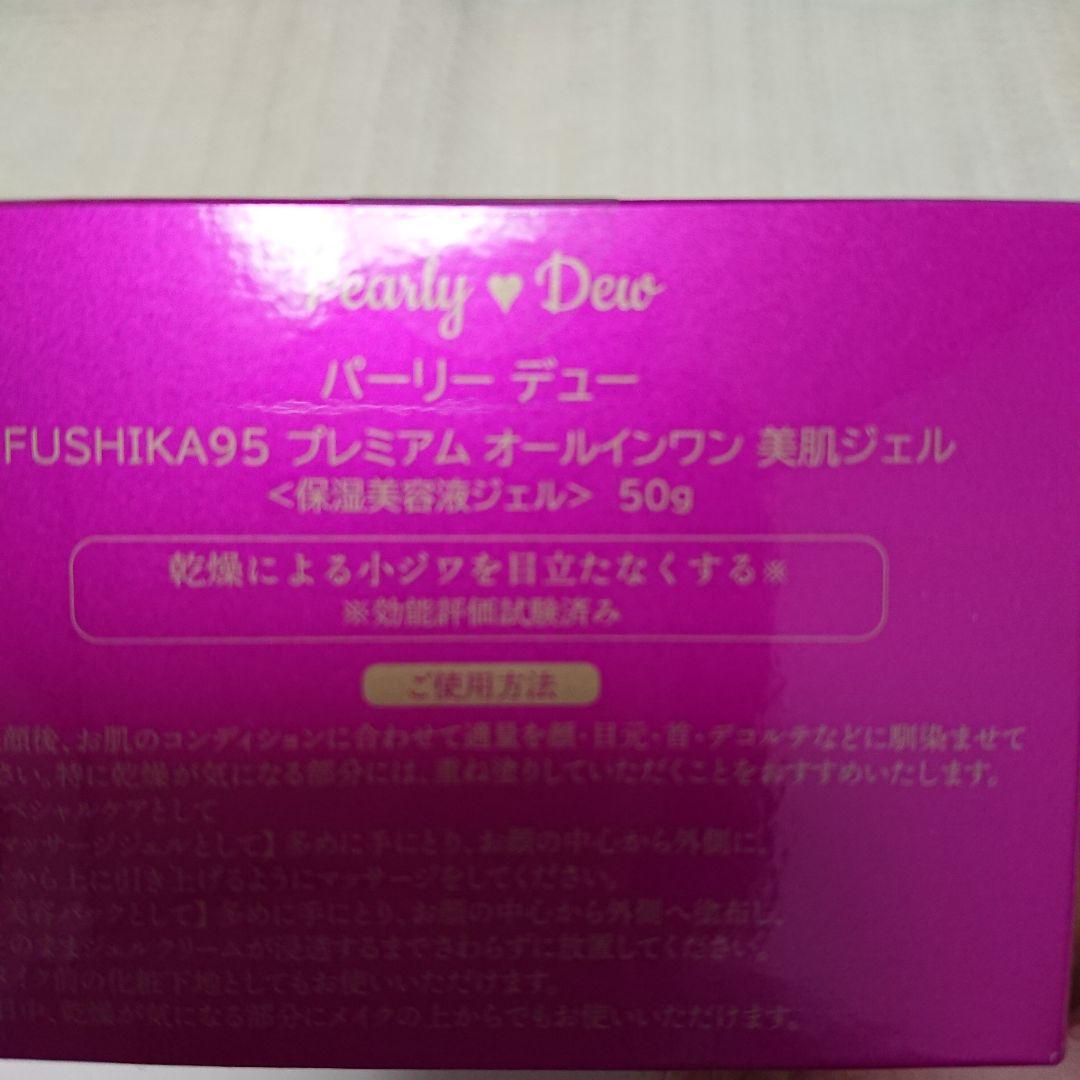 Pearly ♥ Dew
パーリー デュー
FUSHIKA95 プレミアム オールインワン 美肌ジェル
<保湿美容液ジェル> 50g
乾燥による小ジワを目立たなくする※
※効能評価試験済み
ご使用方法
顔後、お肌のコンディションに合わせて適量を顔・目元・首・デコルテなどに馴染ませて
さい。特に乾燥が気になる部分には、重ね塗りしていただくことをおすすめいたします。
ペシャルケアとして
マッサージジェルとして】多めに手にとり、お顔の中心から外側に、
から上に引き上げるようにマッサージをしてください。
美容パックとして】多めに手にとり、お顔の中心から外側へ塗布し、
そのままジェルクリームが浸透するまでさわらずに放置してください。
メイク前の化粧下地としてもお使いいただけます。
日中、乾燥が気になる部分にメイクの上からでもお使いいただけます。